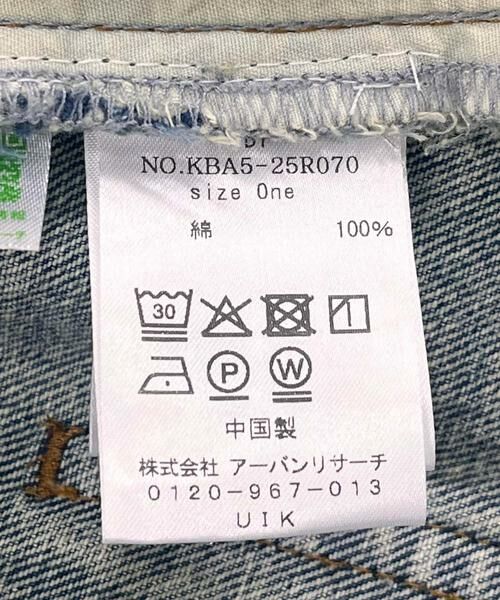 NO.KBA5-25R070
size One
綿 100%
30
P W
中国製
株式会社 アーバンリサーチ
0120-967-013
UIK